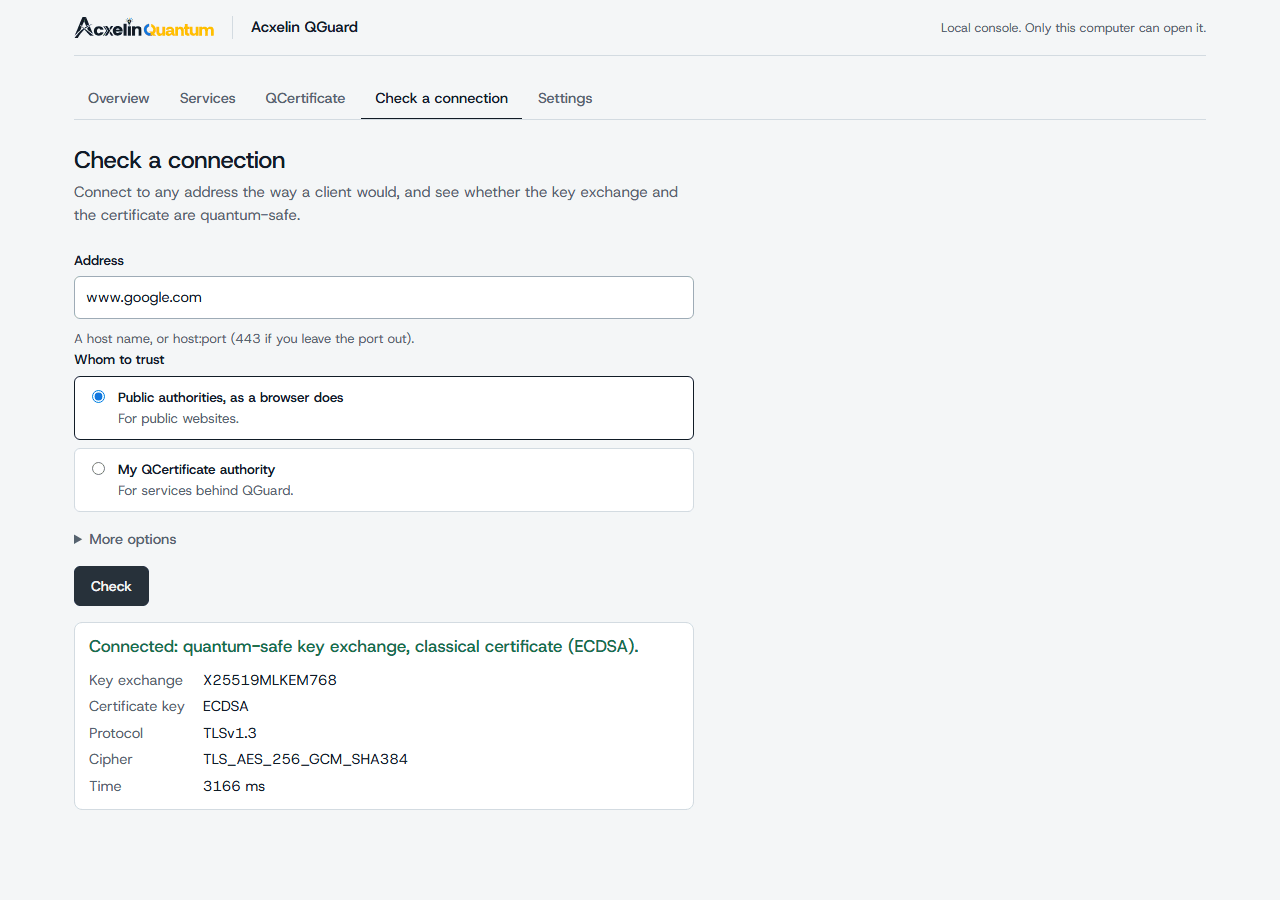 AcxelinQuantum
Acxelin QGuard
Local console. Only this computer can open it.
Overview
Services
QCertificate
Check a connection
Settings
Check a connection
Connect to any address the way a client would, and see whether the key exchange and
the certificate are quantum-safe.
Address
www.google.com
A host name, or host:port (443 if you leave the port out).
Whom to trust
Public authorities, as a browser does
For public websites.
My QCertificate authority
For services behind QGuard.
More options
Check
Connected: quantum-safe key exchange, classical certificate (ECDSA).
Key exchange X25519MLKEM768
Certificate key ECDSA
Protocol TLSv1.3
Cipher TLS_AES_256_GCM_SHA384
Time 3166 ms